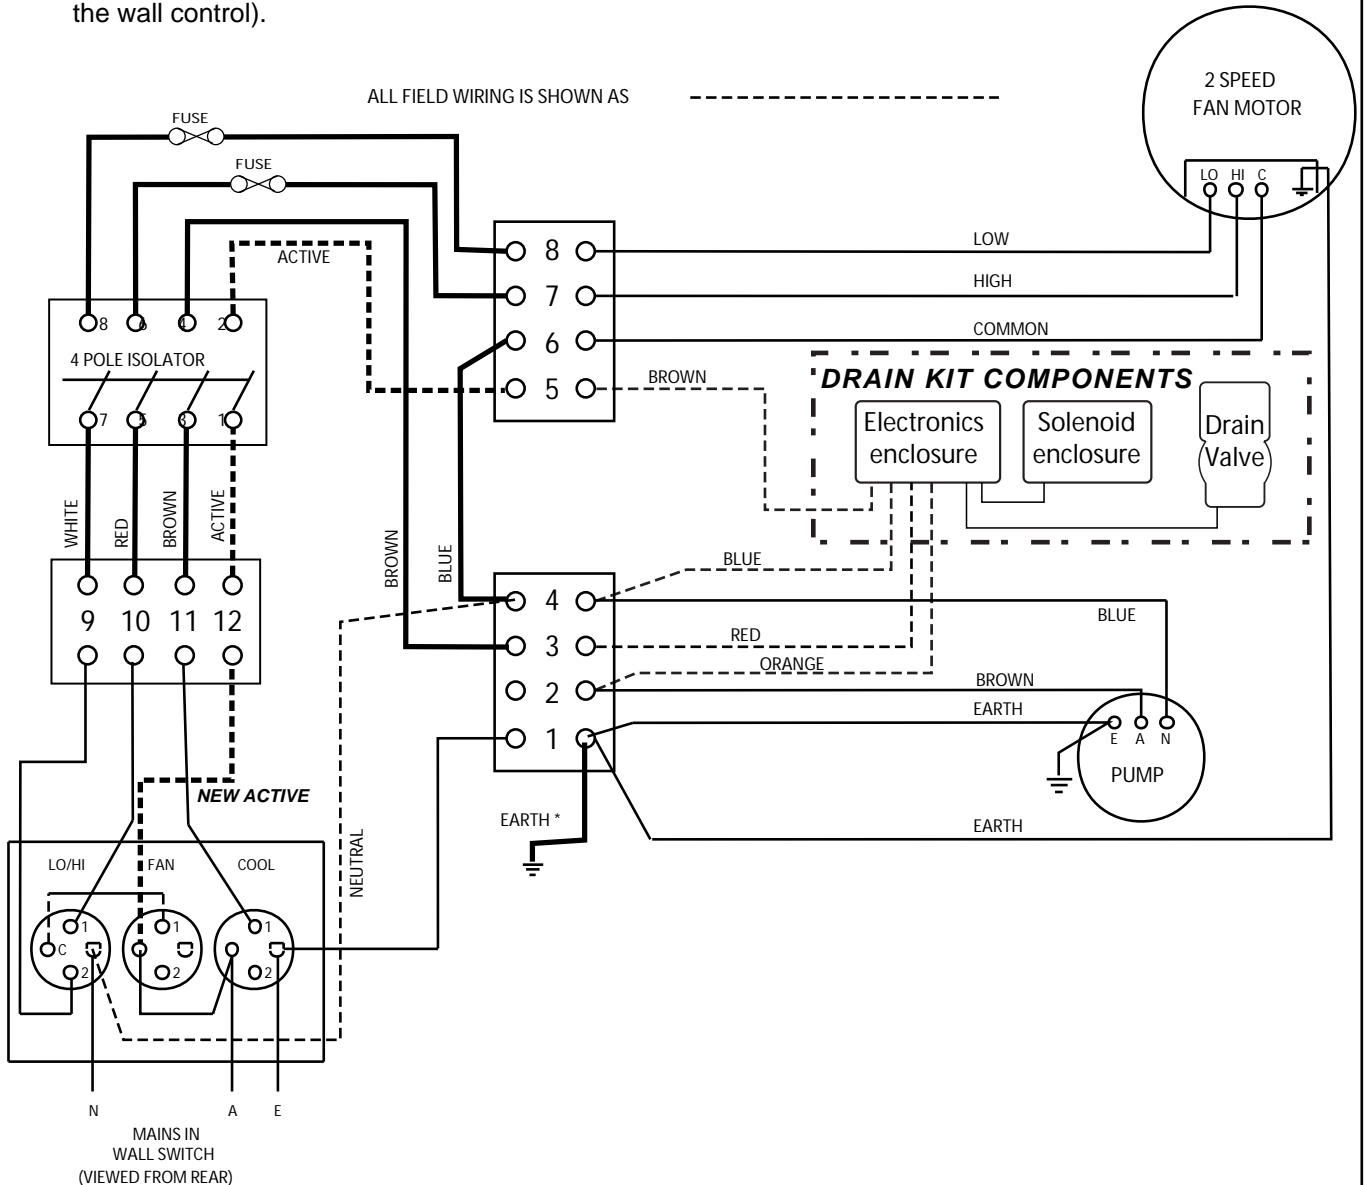 the wall control).
2 SPEED
FAN MOTOR
ALL FIELD WIRING IS SHOWN AS
FUSE
FUSE
LO HI C
ACTIVE
8
7
6
5
LOW
HIGH
COMMON
BROWN
8 6 4 2
4 POLE ISOLATOR
7 5 3 1
DRAIN KIT COMPONENTS
Electronics
enclosure
Solenoid
enclosure
Drain
Valve
WHITE
RED
BROWN
ACTIVE
BROWN
BLUE
9 10 11 12
4
3
2
1
BLUE
RED
ORANGE
BLUE
BROWN
EARTH
E A N
PUMP
EARTH
EARTH *
NEW ACTIVE
NEUTRAL
LO/HI FAN COOL
1 1 1
C
2 2 2
N A E
MAINS IN
WALL SWITCH
(VIEWED FROM REAR)